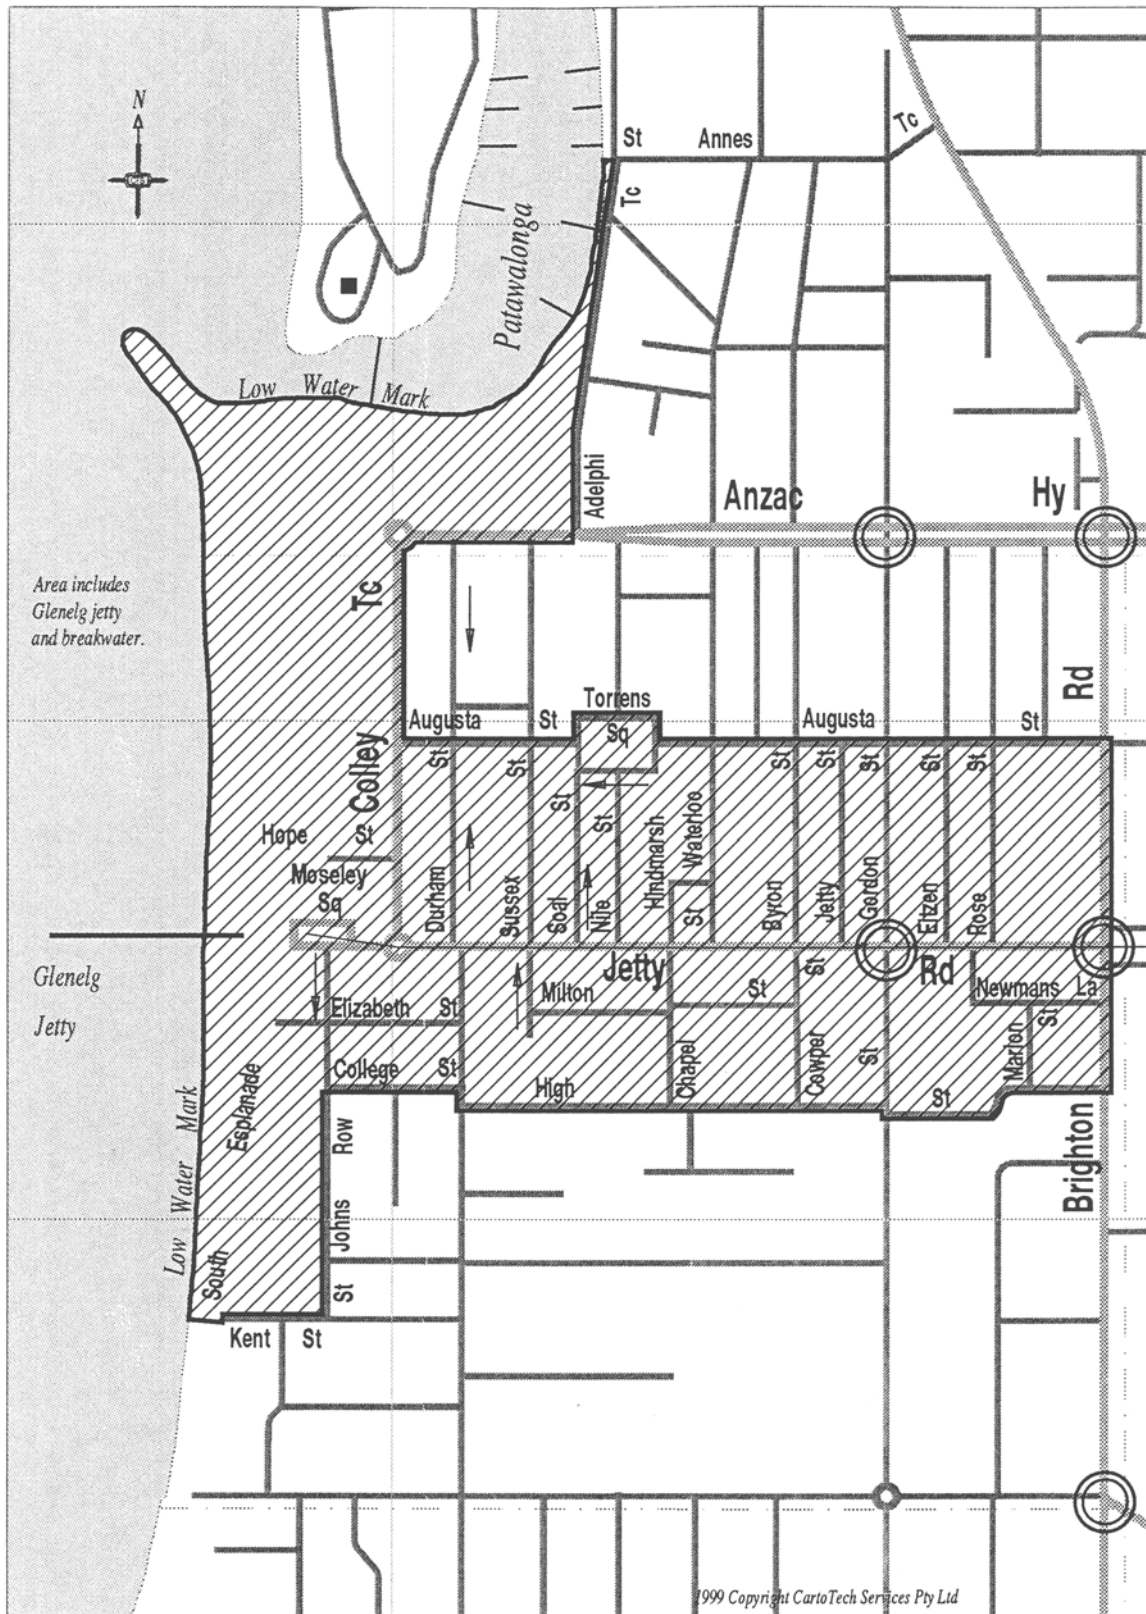 N
St Annes Tc
Tc
Patawalonga
Low Water Mark
Adelphi
Anzac Hy
Area includes
Glenelg jetty
and breakwater.
Tc
Rd
Torrens
Augusta St
Sq
Augusta St
St
St
St
St
St
St
St
St
St
Colley
Hope St
Moseley
Sq
Durham
Sussex
Soal
Nile
Hindmarsh
St
Waterloo
Byron
Jetty
Gordon
Eitzen
Rose
Glenelg
Jetty
Jetty Rd
St
Elizabeth St
Milton St
Newmans La
St
College St
High St
Chapel
Cowper
St
Marion
Esplanade
Low Water Mark
South
Row
Johns
St
Brighton
Kent St
1999 Copyright CartoTech Services Pty Ltd